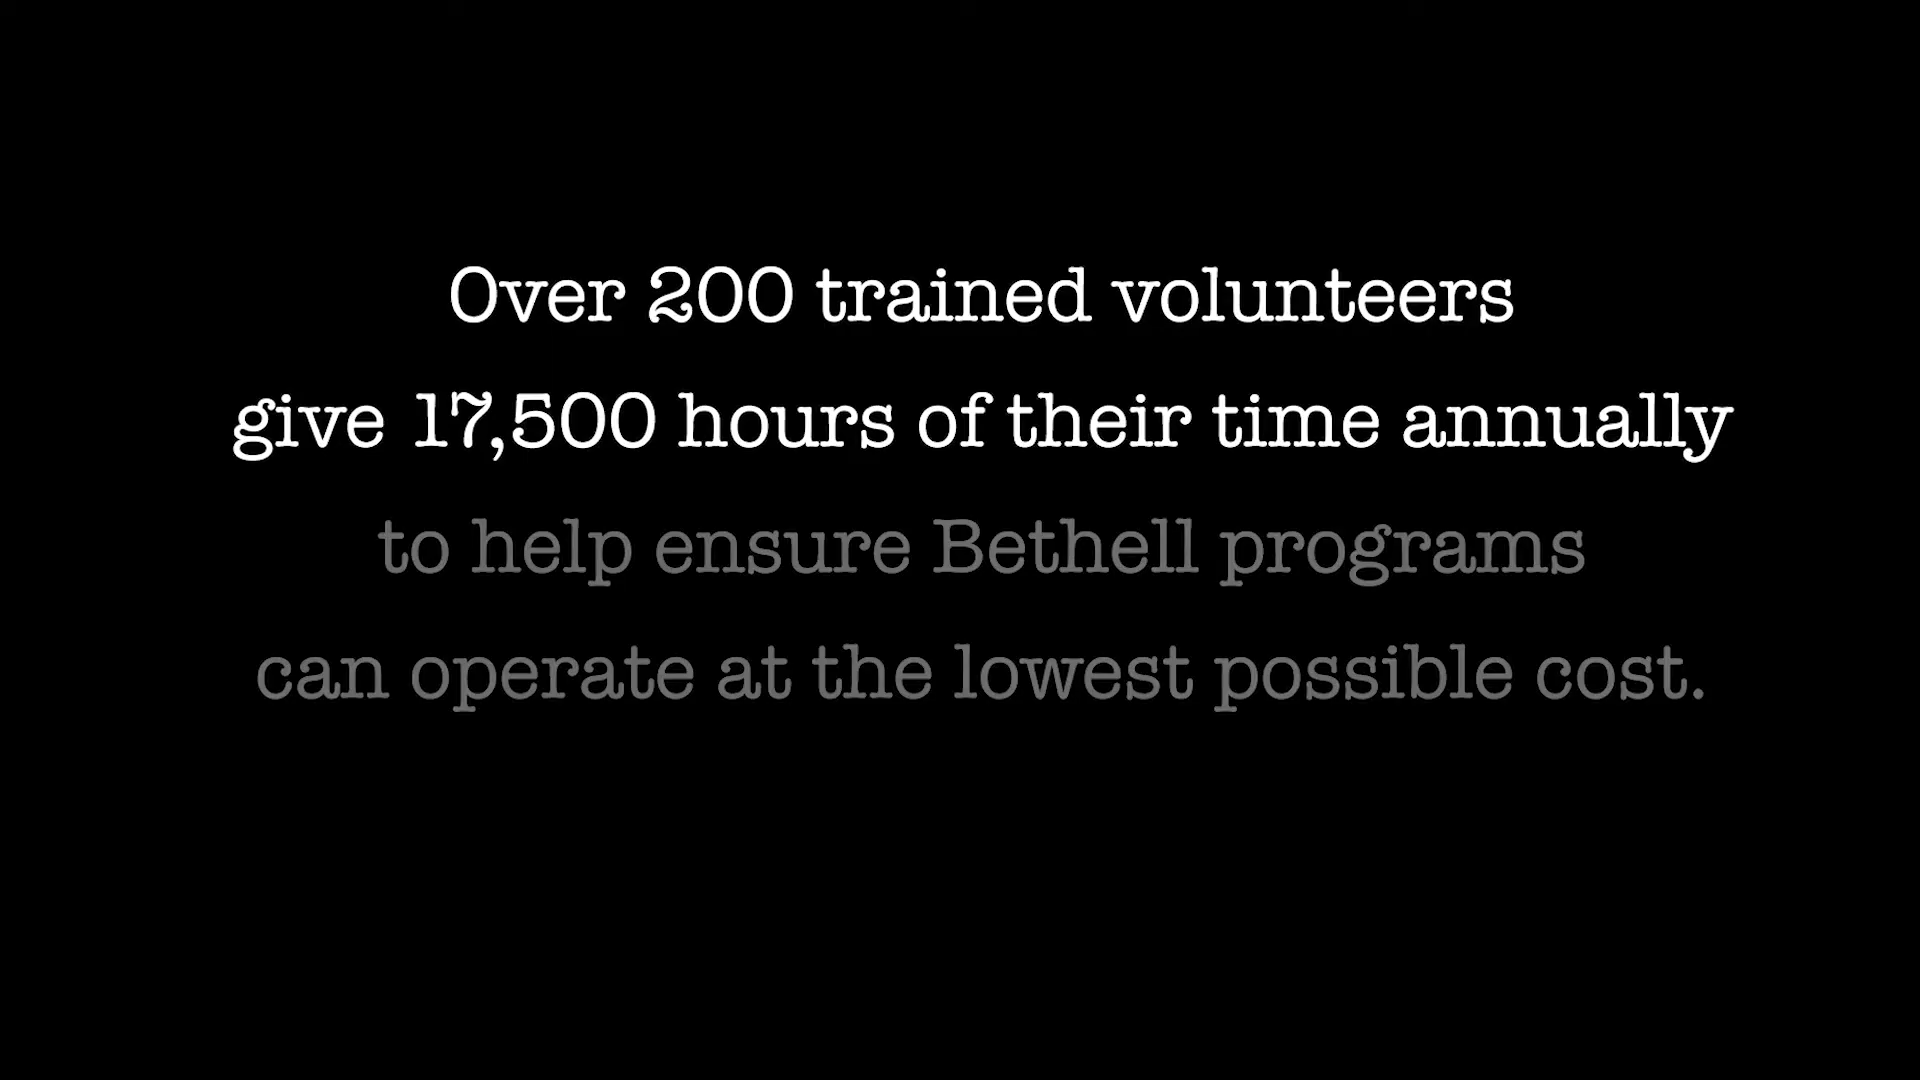 Over 200 trained volunteers
give 17,500 hours of their time annually
to help ensure Bethell programs
can operate at the lowest possible cost.